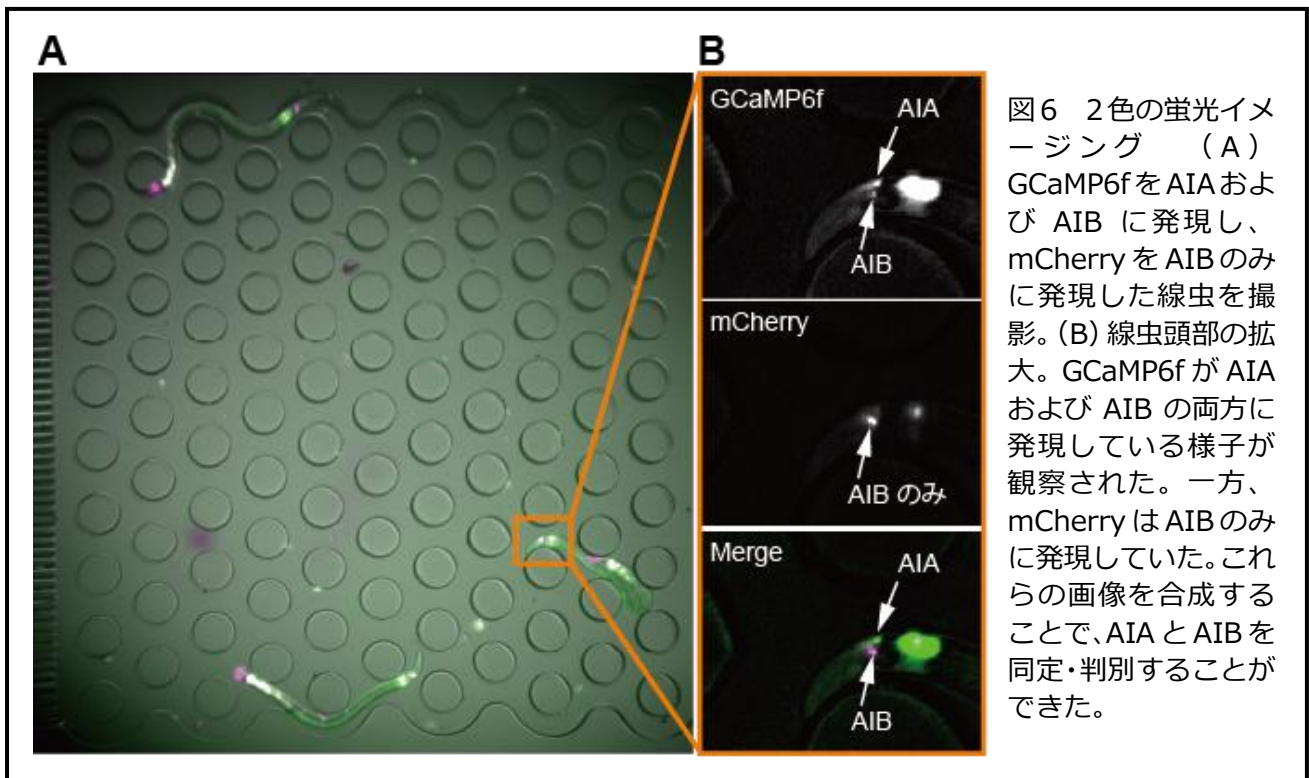 A
B
GCaMP6f
AIA
AIB
mCherry
AIB のみ
Merge
AIA
AIB
図6 2色の蛍光イメ
ージング (A)
GCaMP6fをAIAおよ
び AIB に発現し、
mCherryをAIBのみ
に発現した線虫を撮
影。(B) 線虫頭部の拡
大。GCaMP6f が AIA
および AIB の両方に
発現している様子が
観察された。一方、
mCherryはAIBのみ
に発現していた。これ
らの画像を合成する
ことで、AIAとAIBを
同定・判別することが
できた。